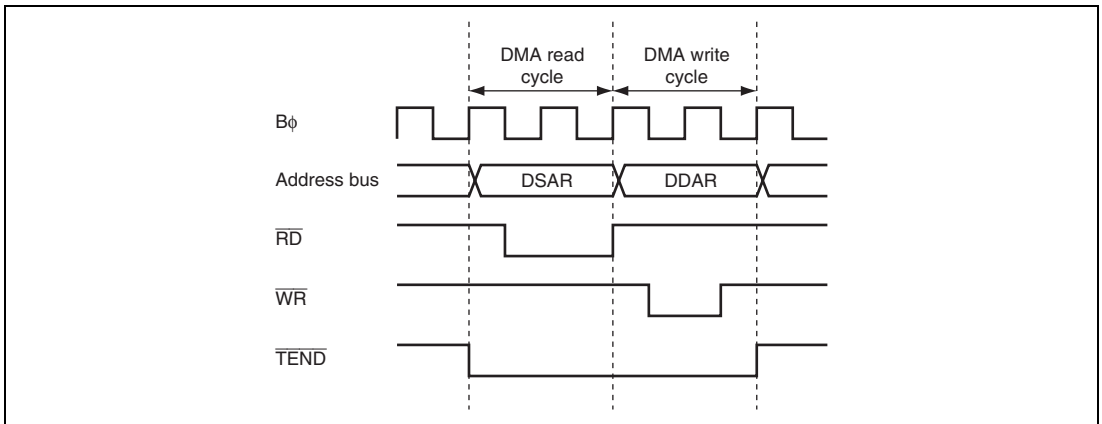 DMA read
cycle
DMA write
cycle
Bϕ
Address bus
DSAR
DDAR
RD
WR
TEND